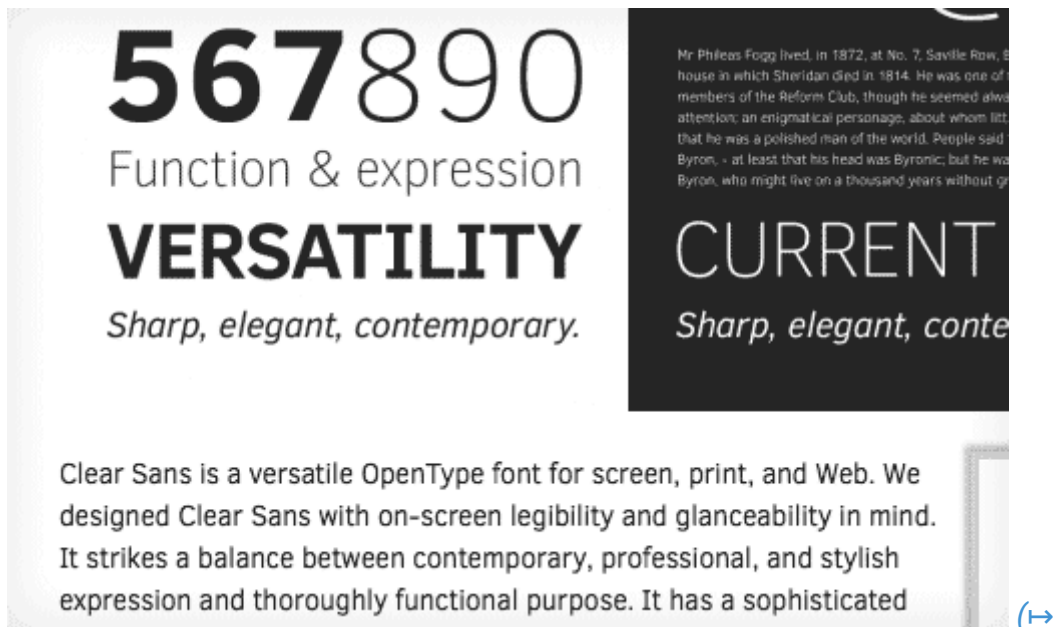 567890
Function & expression
VERSATILITY
Sharp, elegant, contemporary.
Mr Phileas Fogg lived, in 1872, at No. 7, Saville Row,
house in which Sheridan died in 1814. He was one of
members of the Reform Club, though he seemed
attention; an enigmatical personage, about whom
that he was a polished man of the world. People said
Byron, - at least that his head was Byronic; but he
Byron, who might live on a thousand years without
CURRENT
Sharp, elegant, conte
Clear Sans is a versatile OpenType font for screen, print, and Web. We
designed Clear Sans with on-screen legibility and glanceability in mind.
It strikes a balance between contemporary, professional, and stylish
expression and thoroughly functional purpose. It has a sophisticated